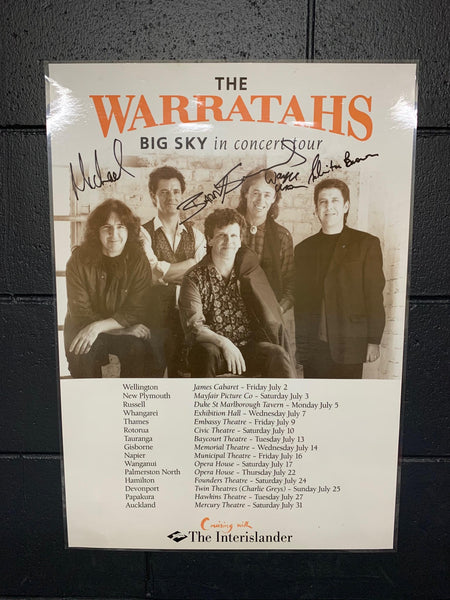 THE
WARRATAHS
BIG SKY in concert tour
Michael
Wellington James Cabaret – Friday July 2
New Plymouth Mayfair Picture Co – Saturday July 3
Russell Duke St Marlborough Tavern – Monday July 5
Whangarei Exhibition Hall – Wednesday July 7
Thames Embassy Theatre – Friday July 9
Rotorua Civic Theatre – Saturday July 10
Tauranga Baycourt Theatre – Tuesday July 13
Gisborne Memorial Theatre – Wednesday July 14
Napier Municipal Theatre – Friday July 16
Wanganui Opera House – Saturday July 17
Palmerston North Opera House – Thursday July 22
Hamilton Founders Theatre – Saturday July 24
Devonport Twin Theatres (Charlie Greys) – Sunday July 25
Papakura Hawkins Theatre – Tuesday July 27
Auckland Mercury Theatre – Saturday July 31
Cruising with
The Interislander